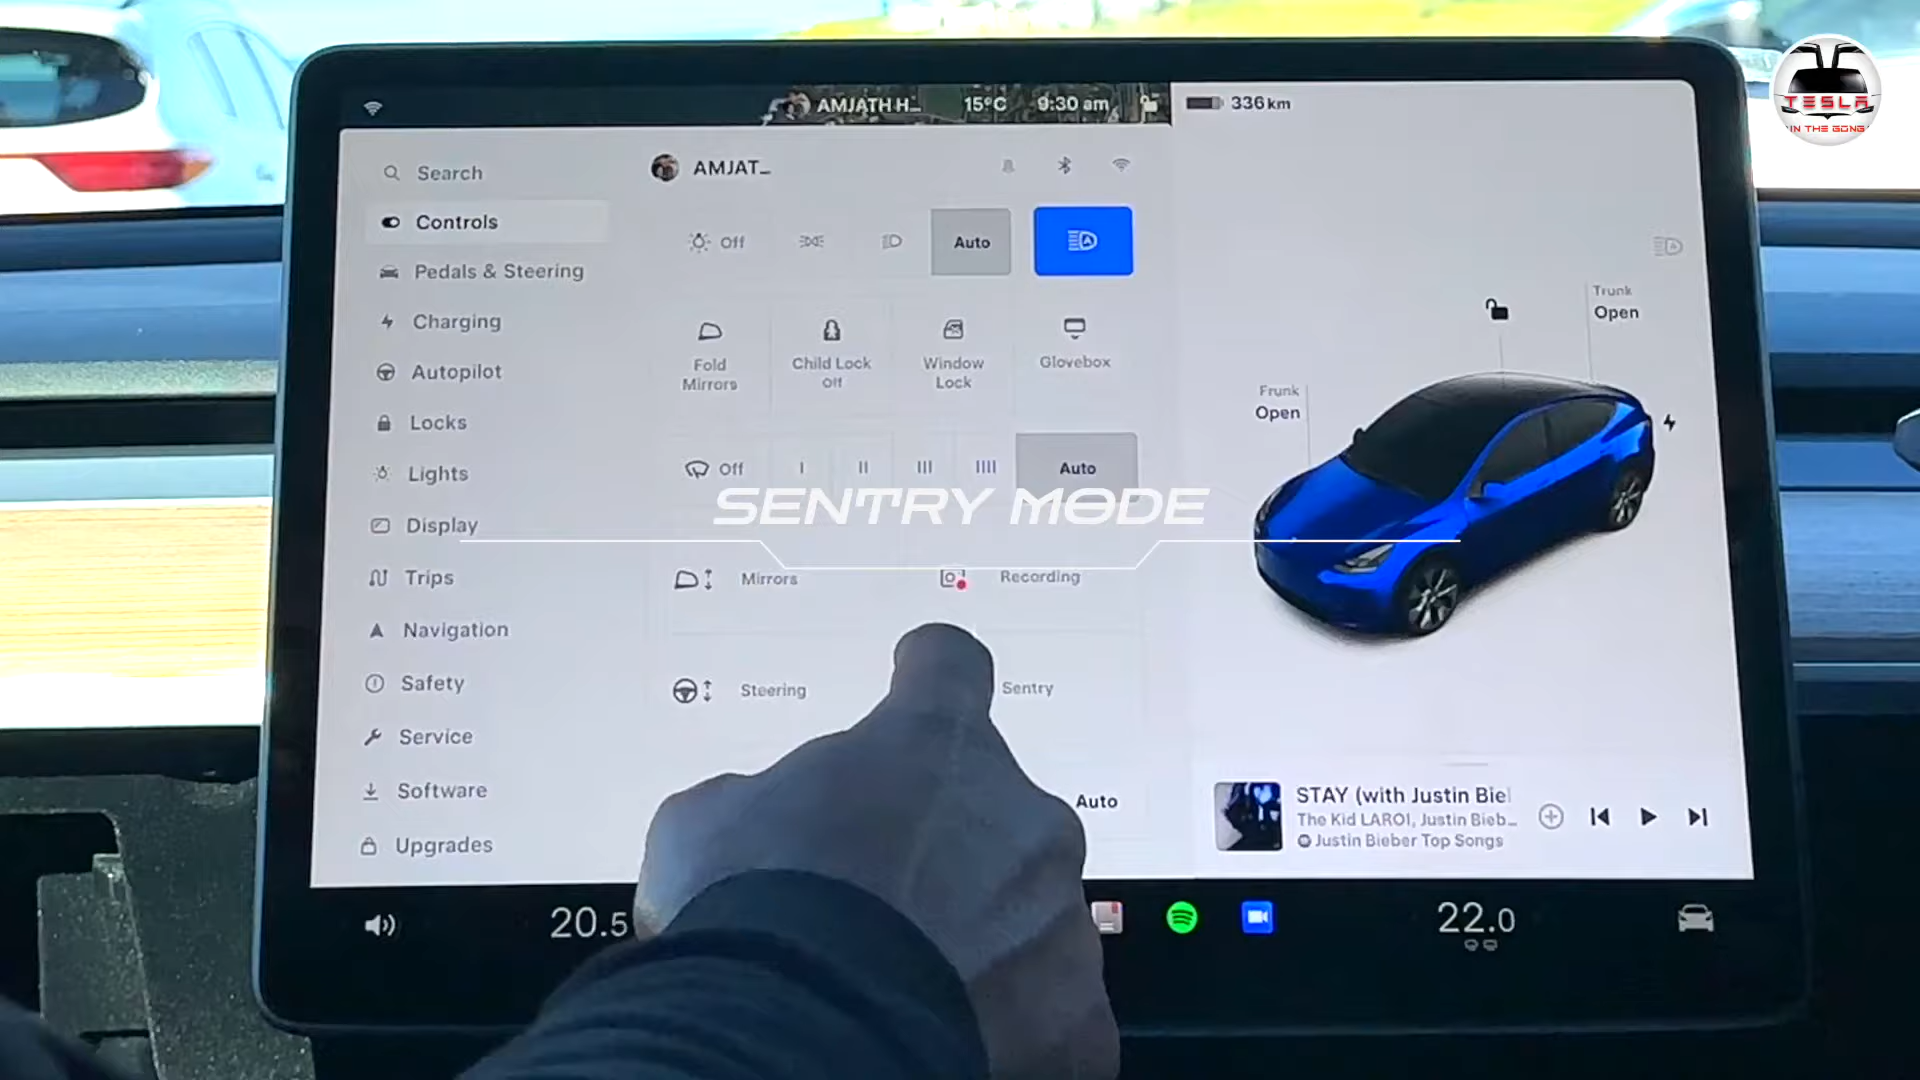 AMJATH H_ 15°C 9:30 am
336 km
TESLA
IN THE GONG
Search
Controls
Pedals & Steering
Charging
Autopilot
Locks
Lights
Display
Trips
Navigation
Safety
Service
Software
Upgrades
AMJAT_
Off
Auto
Fold
Mirrors
Child Lock
Off
Window
Lock
Glovebox
Off I II III IIII Auto
SENTRY MODE
Mirrors
Recording
Steering
Sentry
Auto
Trunk
Open
Frunk
Open
STAY (with Justin Bie
The Kid LAROI, Justin Bieb...
Justin Bieber Top Songs
20.5
22.0